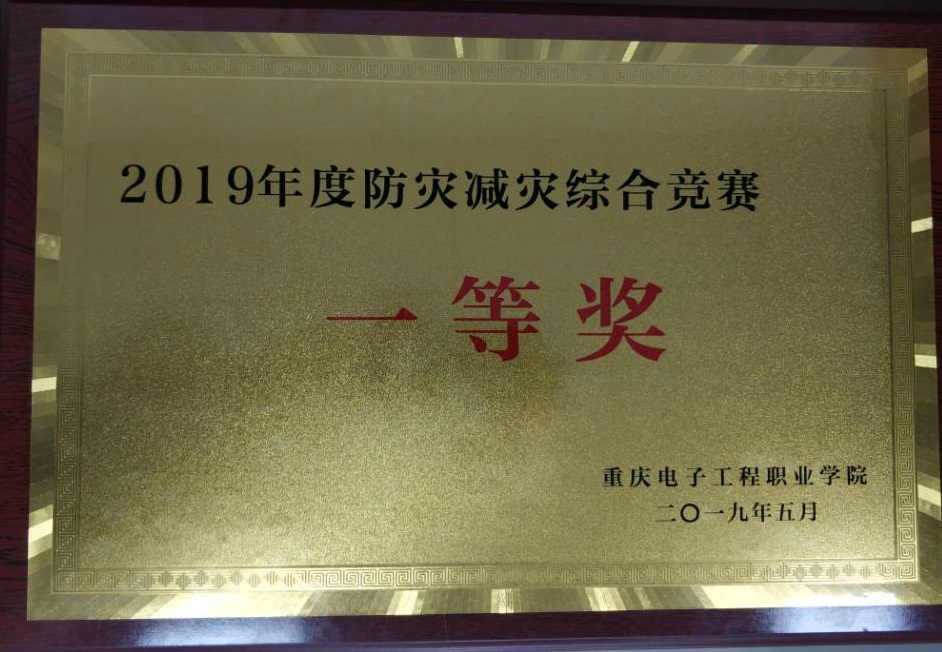 2019年度防灾减灾综合竞赛
一等奖
重庆电子工程职业学院
二〇一九年五月